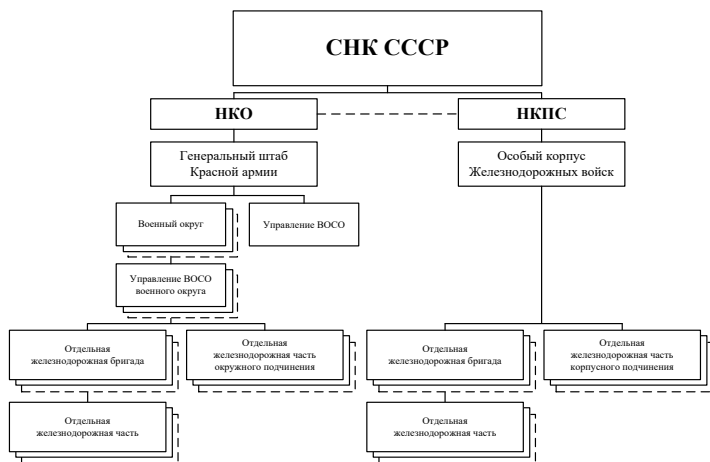 СНК СССР
НКО
НКПС
Генеральный штаб
Красной армии
Особый корпус
Железнодорожных войск
Военный округ
Управление ВОСО
Управление ВОСО
военного округа
Отдельная
железнодорожная бригада
Отдельная
железнодорожная часть
окружного подчинения
Отдельная
железнодорожная бригада
Отдельная
железнодорожная часть
корпусного подчинения
Отдельная
железнодорожная часть
Отдельная
железнодорожная часть